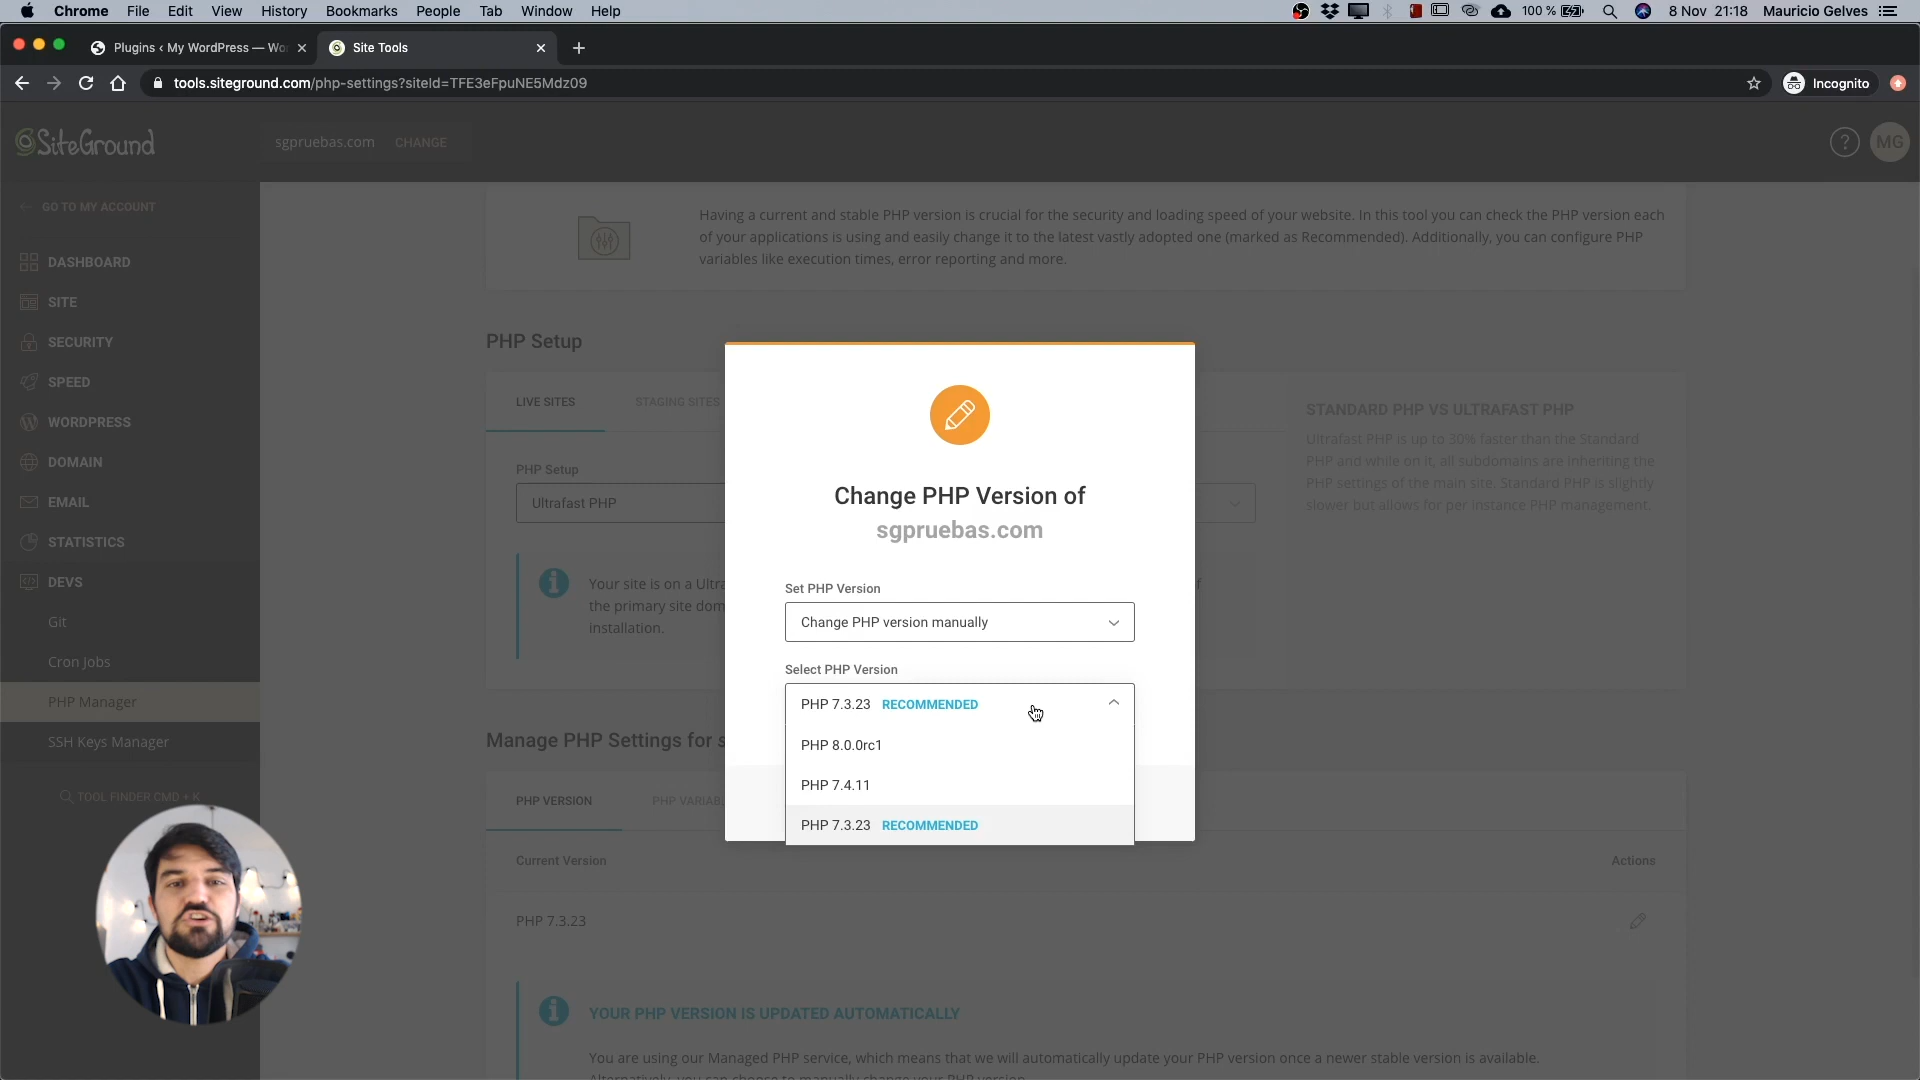 Chrome File Edit View History Bookmarks People Tab Window Help 100 % 8 Nov 21:18 Mauricio Gelves
Plugins ‹ My WordPress — Wo
Site Tools
tools.siteground.com/php-settings?siteId=TFE3eFpuNE5Mdz09
Incognito
SiteGround
sgpruebas.com CHANGE
? MG
GO TO MY ACCOUNT
DASHBOARD
SITE
SECURITY
SPEED
WORDPRESS
DOMAIN
EMAIL
STATISTICS
DEVS
Git
Cron Jobs
PHP Manager
SSH Keys Manager
TOOL FINDER CMD + K
Having a current and stable PHP version is crucial for the security and loading speed of your website. In this tool you can check the PHP version each
of your applications is using and easily change it to the latest vastly adopted one (marked as Recommended). Additionally, you can configure PHP
variables like execution times, error reporting and more.
PHP Setup
LIVE SITES STAGING SITES
PHP Setup
Ultrafast PHP
Your site is on a Ultra
the primary site dom
installation.
STANDARD PHP VS ULTRAFAST PHP
Ultrafast PHP is up to 30% faster than the Standard
PHP and while on it, all subdomains are inheriting the
PHP settings of the main site. Standard PHP is slightly
slower but allows for per instance PHP management.
Change PHP Version of
sgpruebas.com
Set PHP Version
Change PHP version manually
Select PHP Version
PHP 7.3.23 RECOMMENDED
PHP 8.0.0rc1
PHP 7.4.11
PHP 7.3.23 RECOMMENDED
Manage PHP Settings for s
PHP VERSION PHP VARIAB
Current Version Actions
PHP 7.3.23
YOUR PHP VERSION IS UPDATED AUTOMATICALLY
You are using our Managed PHP service, which means that we will automatically update your PHP version once a newer stable version is available.
Alternatively, you can choose to manually change your PHP version.